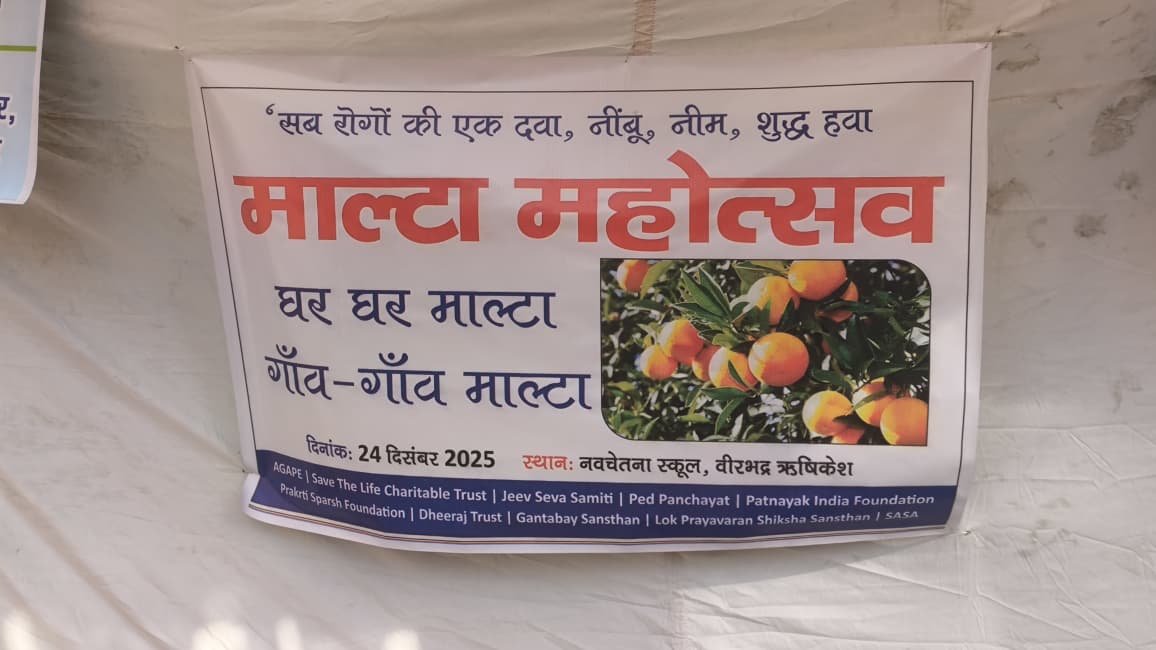 ‘सब रोगों की एक दवा, नींबू, नीम, शुद्ध हवा
माल्टा महोत्सव
घर घर माल्टा
गाँव-गाँव माल्टा
दिनांक: 24 दिसंबर 2025 स्थान: नवचेतना स्कूल, वीरभद्र ऋषिकेश
AGAPE | Save The Life Charitable Trust | Jeev Seva Samiti | Ped Panchayat | Patnayak India Foundation
Prakrti Sparsh Foundation | Dheeraj Trust | Gantabay Sansthan | Lok Prayavaran Shiksha Sansthan | SASA